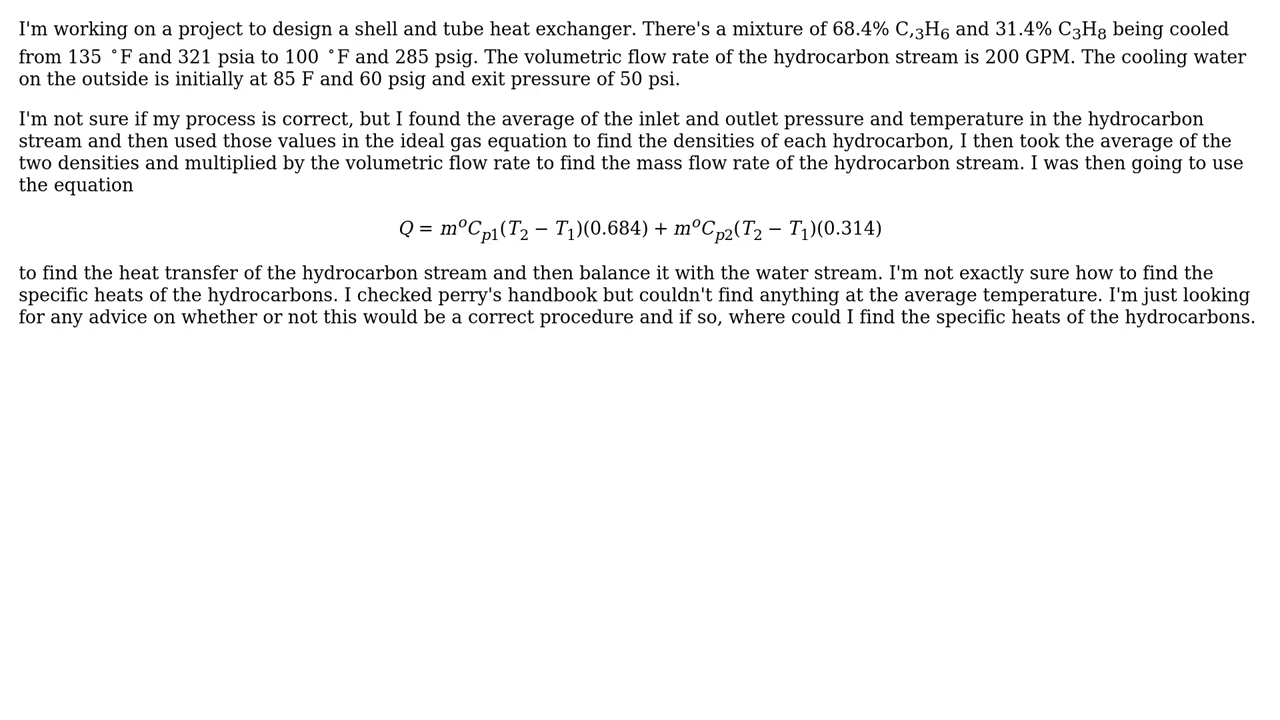 I'm working on a project to design a shell and tube heat exchanger. There's a mixture of 68.4% C,₃H₆ and 31.4% C₃H₈ being cooled
from 135 °F and 321 psia to 100 °F and 285 psig. The volumetric flow rate of the hydrocarbon stream is 200 GPM. The cooling water
on the outside is initially at 85 F and 60 psig and exit pressure of 50 psi.
I'm not sure if my process is correct, but I found the average of the inlet and outlet pressure and temperature in the hydrocarbon
stream and then used those values in the ideal gas equation to find the densities of each hydrocarbon, I then took the average of the
two densities and multiplied by the volumetric flow rate to find the mass flow rate of the hydrocarbon stream. I was then going to use
the equation
Q = m^o C_{p1}(T_2 − T_1)(0.684) + m^o C_{p2}(T_2 − T_1)(0.314)
to find the heat transfer of the hydrocarbon stream and then balance it with the water stream. I'm not exactly sure how to find the
specific heats of the hydrocarbons. I checked perry's handbook but couldn't find anything at the average temperature. I'm just looking
for any advice on whether or not this would be a correct procedure and if so, where could I find the specific heats of the hydrocarbons.